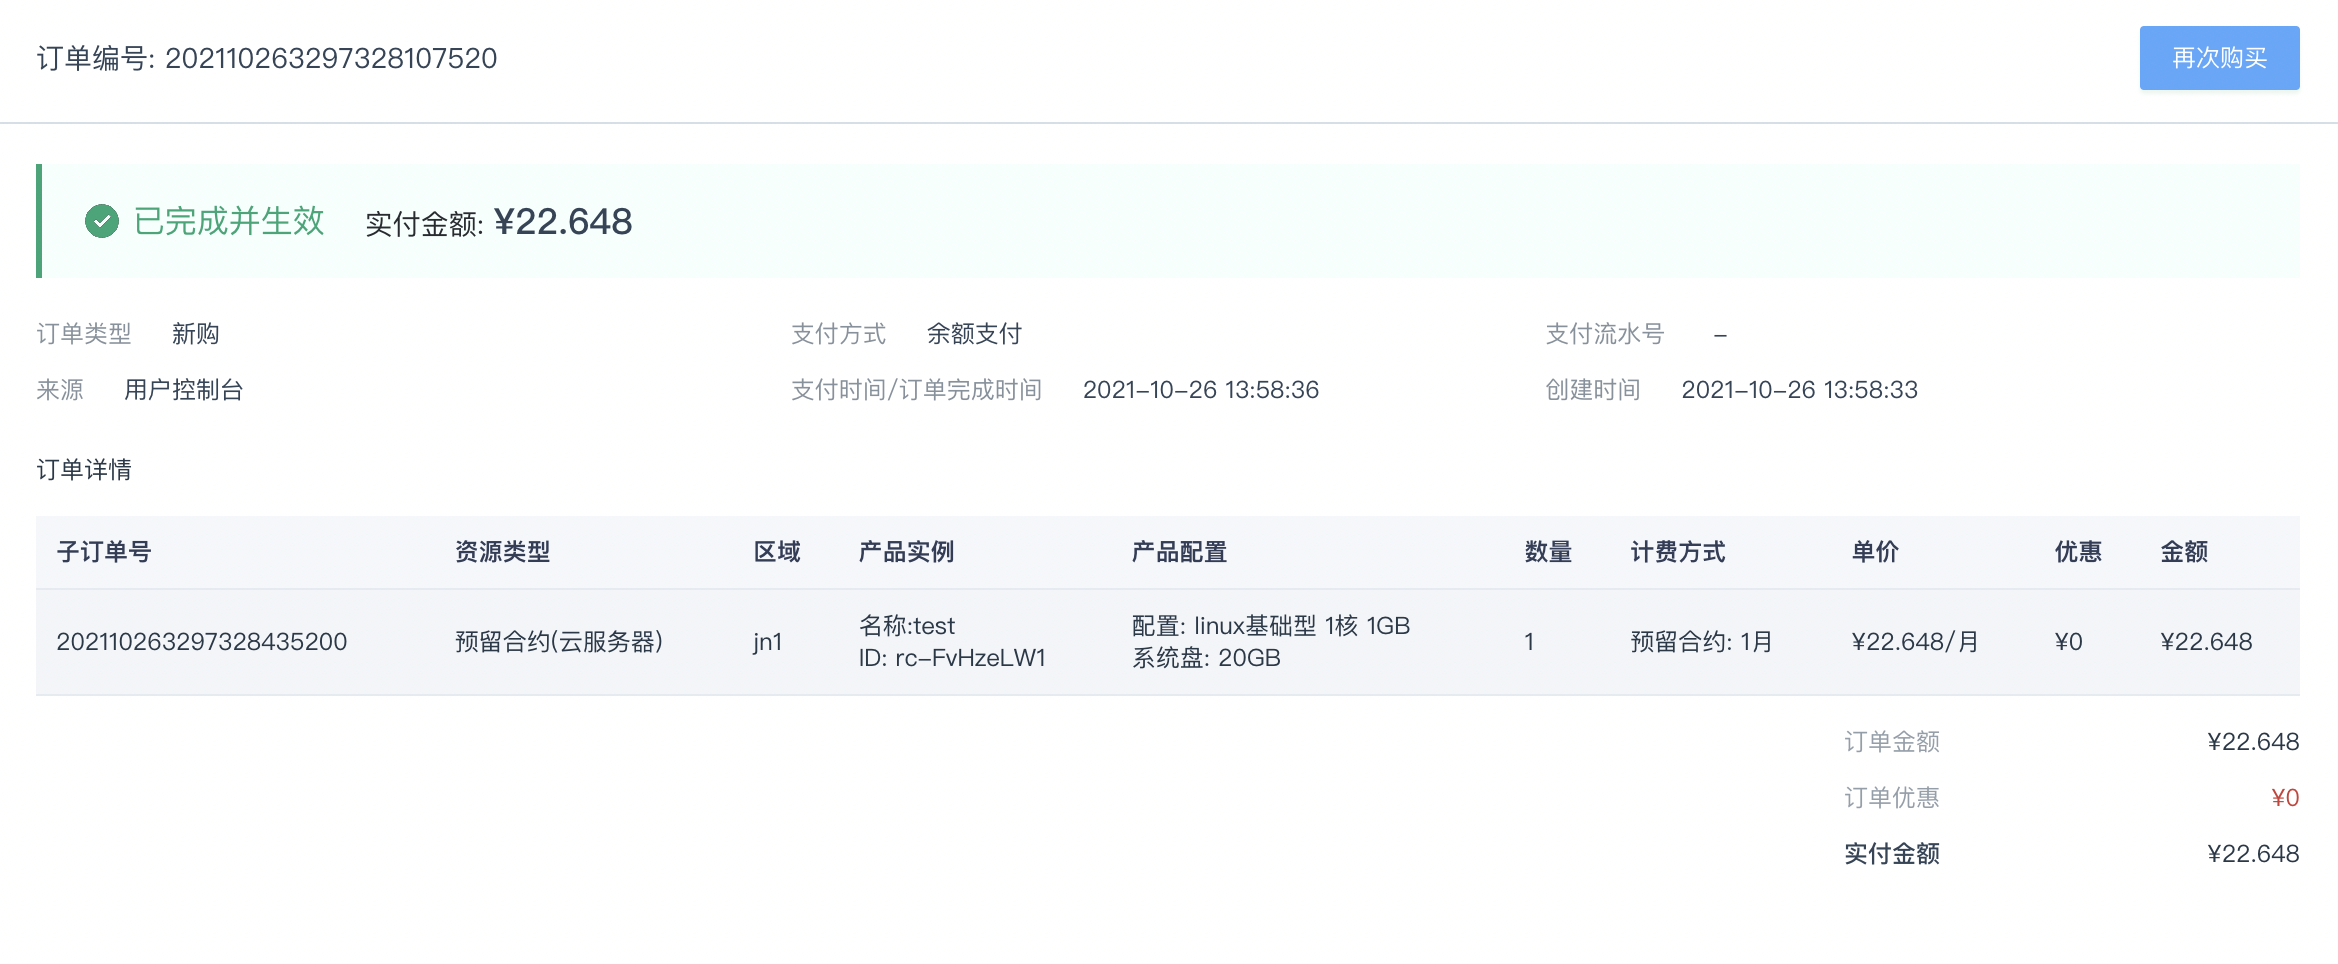 订单编号: 202110263297328107520
再次购买
已完成并生效 实付金额: ¥22.648
订单类型 新购 支付方式 余额支付 支付流水号 –
来源 用户控制台 支付时间/订单完成时间 2021–10–26 13:58:36 创建时间 2021–10–26 13:58:33
订单详情
子订单号 资源类型 区域 产品实例 产品配置 数量 计费方式 单价 优惠 金额
202110263297328435200 预留合约(云服务器) jn1
名称:test
ID: rc–FvHzeLW1
配置: linux基础型 1核 1GB
系统盘: 20GB
1 预留合约: 1月 ¥22.648/月 ¥0 ¥22.648
订单金额 ¥22.648
订单优惠 ¥0
实付金额 ¥22.648